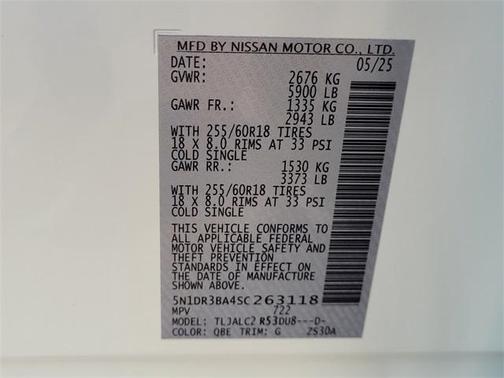 MFD BY NISSAN MOTOR CO., LTD.
DATE: 05/25
GVWR: 2676 KG
5900 LB
GAWR FR.: 1335 KG
2943 LB
WITH 255/60R18 TIRES
18 X 8.0 RIMS AT 33 PSI
COLD SINGLE
GAWR RR.: 1530 KG
3373 LB
WITH 255/60R18 TIRES
18 X 8.0 RIMS AT 33 PSI
COLD SINGLE
THIS VEHICLE CONFORMS TO
ALL APPLICABLE FEDERAL
MOTOR VEHICLE SAFETY AND
THEFT PREVENTION
STANDARDS IN EFFECT ON
THE DATE OF MANUFACTURE
SHOWN ABOVE.
5N1DR3BA4SC263118
MPV 722
MODEL: TLJALC2 R53DU8---D-
COLOR: QBE TRIM: G 2S30A